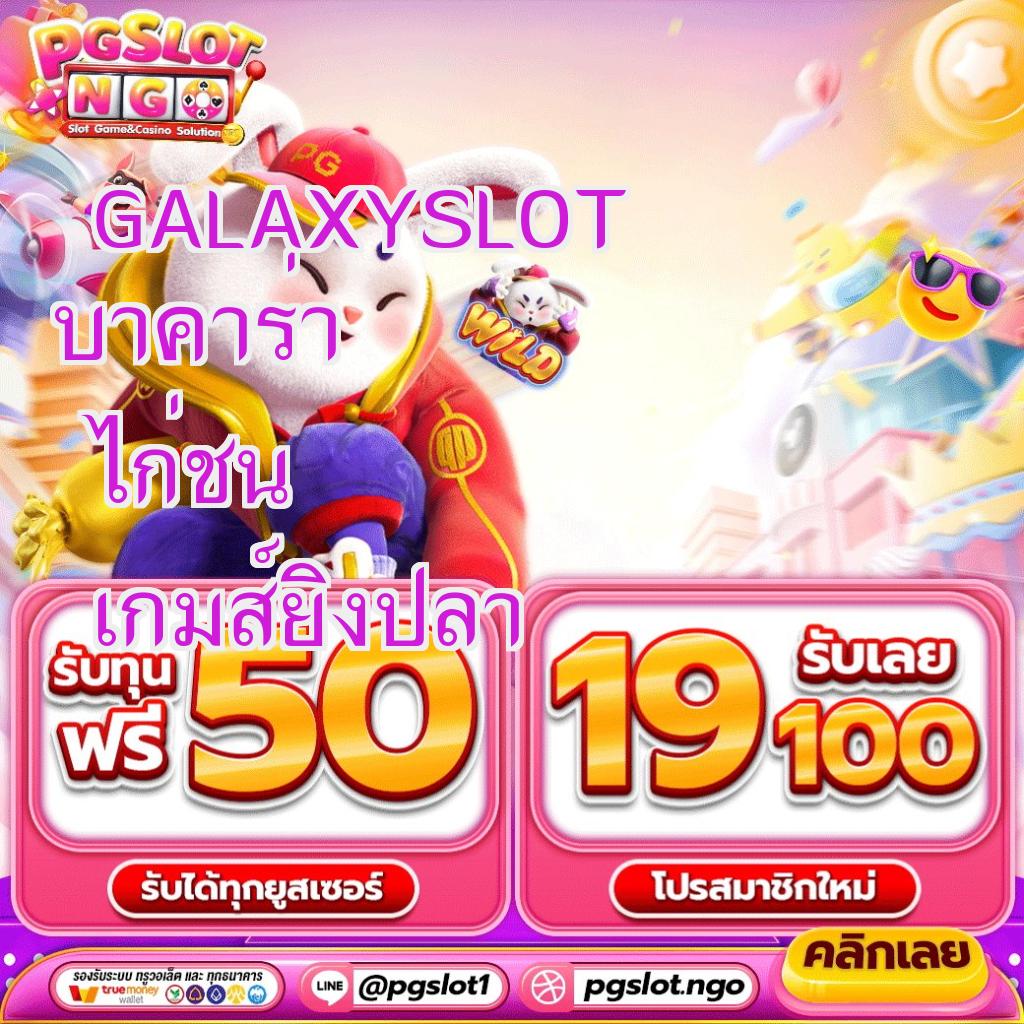 PGSLOT
NGO
Slot Game&Casino Solution
PG
GALAXYSLOT
บาคาร่า
WILD
ไก่ชน
เกมส์ยิงปลา
รับทุน
ฟรี
50
รับได้ทุกยูสเซอร์
19
รับเลย
100
โปรสมาชิกใหม่
คลิกเลย
รองรับระบบ ทรูวอเล็ต และ ทุกธนาคาร
truemoney
wallet
LINE
@pgslot1
pgslot.ngo